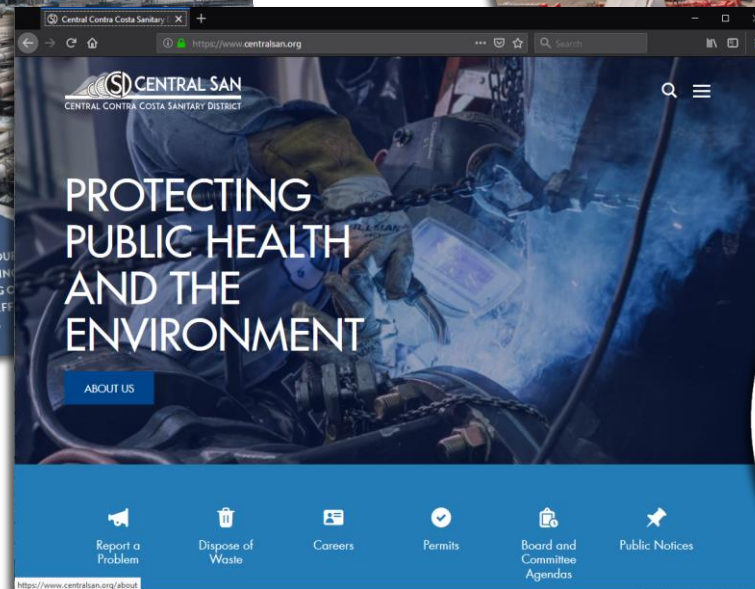 Central Contra Costa Sanitary
https://www.centralsan.org
Search
CENTRAL SAN
CENTRAL CONTRA COSTA SANITARY DISTRICT
PROTECTING
PUBLIC HEALTH
AND THE
ENVIRONMENT
ABOUT US
Report a
Problem
Dispose of
Waste
Careers
Permits
Board and
Committee
Agendas
Public Notices
https://www.centralsan.org/about